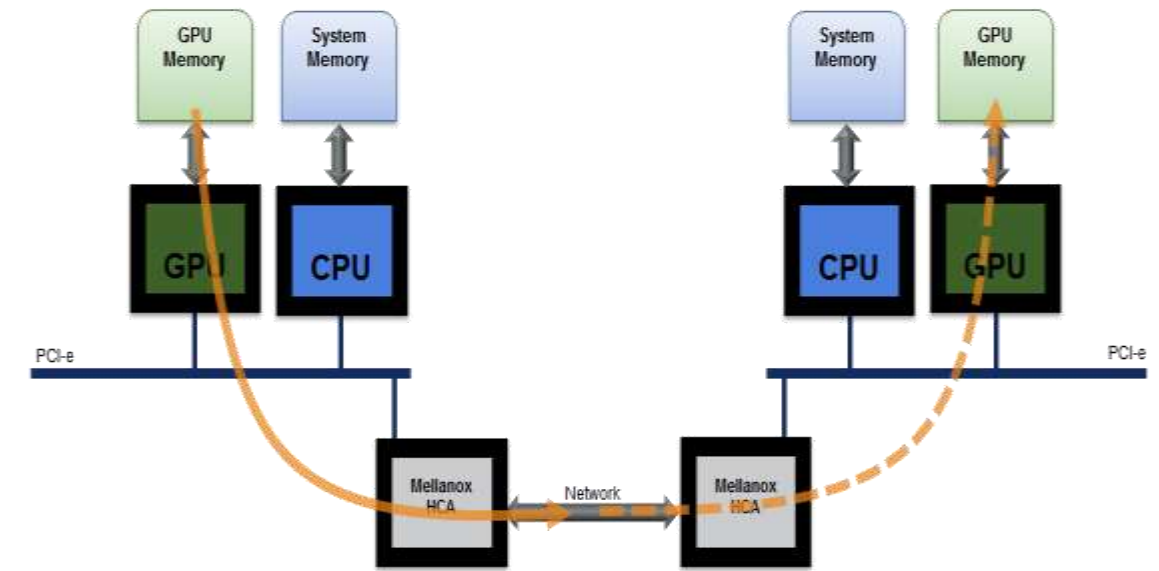 GPU
Memory
System
Memory
System
Memory
GPU
Memory
GPU
CPU
CPU
GPU
PCI-e
PCI-e
Mellanox
HCA
Network
Mellanox
HCA